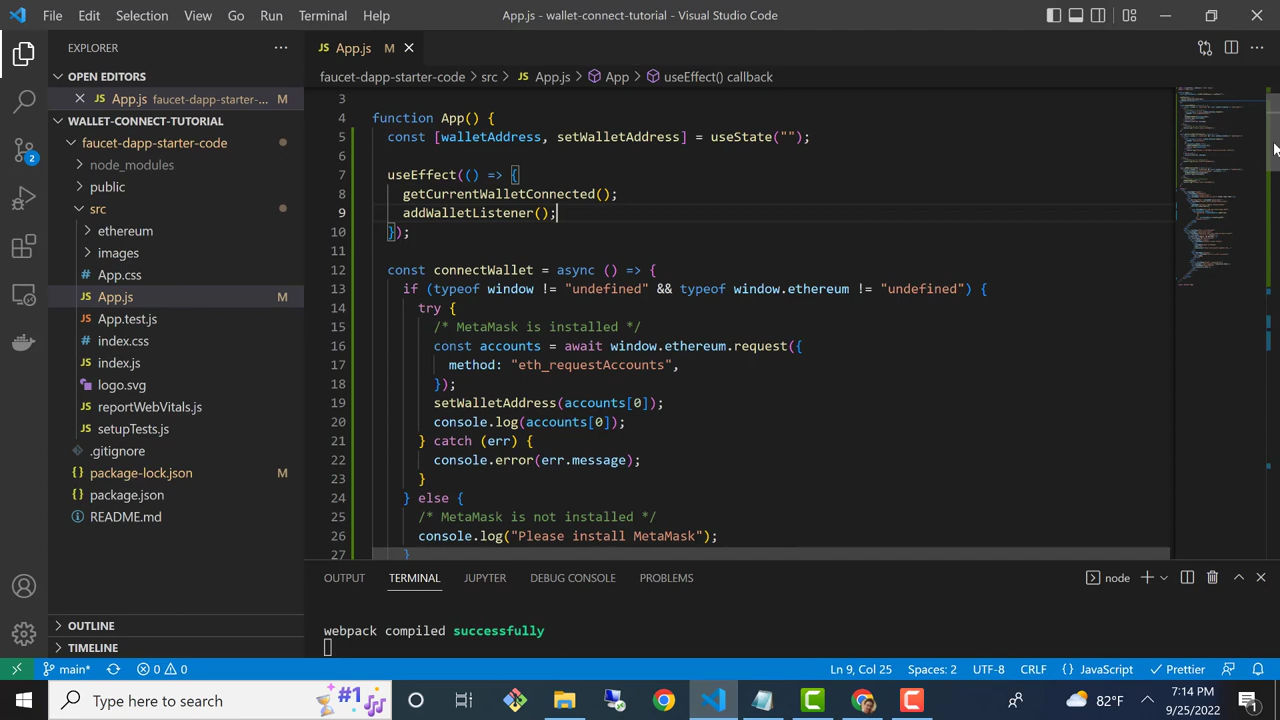 File Edit Selection View Go Run Terminal Help App.js - wallet-connect-tutorial - Visual Studio Code
EXPLORER
App.js M
OPEN EDITORS
faucet-dapp-starter-code > src > App.js > App > useEffect() callback
App.js faucet-dapp-starter-... M
WALLET-CONNECT-TUTORIAL
faucet-dapp-starter-code
node_modules
public
src
ethereum
images
App.css
App.js M
App.test.js
index.css
index.js
logo.svg
reportWebVitals.js
setupTests.js
.gitignore
package-lock.json M
package.json
README.md
OUTLINE
TIMELINE
3
4 function App() {
5 const [walletAddress, setWalletAddress] = useState("");
6
7 useEffect(() => {
8 getCurrentWalletConnected();
9 addWalletListener();
10 });
11
12 const connectWallet = async () => {
13 if (typeof window != "undefined" && typeof window.ethereum != "undefined") {
14 try {
15 /* MetaMask is installed */
16 const accounts = await window.ethereum.request({
17 method: "eth_requestAccounts",
18 });
19 setWalletAddress(accounts[0]);
20 console.log(accounts[0]);
21 } catch (err) {
22 console.error(err.message);
23 }
24 } else {
25 /* MetaMask is not installed */
26 console.log("Please install MetaMask");
27 }
OUTPUT TERMINAL JUPYTER DEBUG CONSOLE PROBLEMS node
webpack compiled successfully
2
main* 0 0 Ln 9, Col 25 Spaces: 2 UTF-8 CRLF {} JavaScript Prettier
Type here to search #1 82°F 7:14 PM
9/25/2022
1